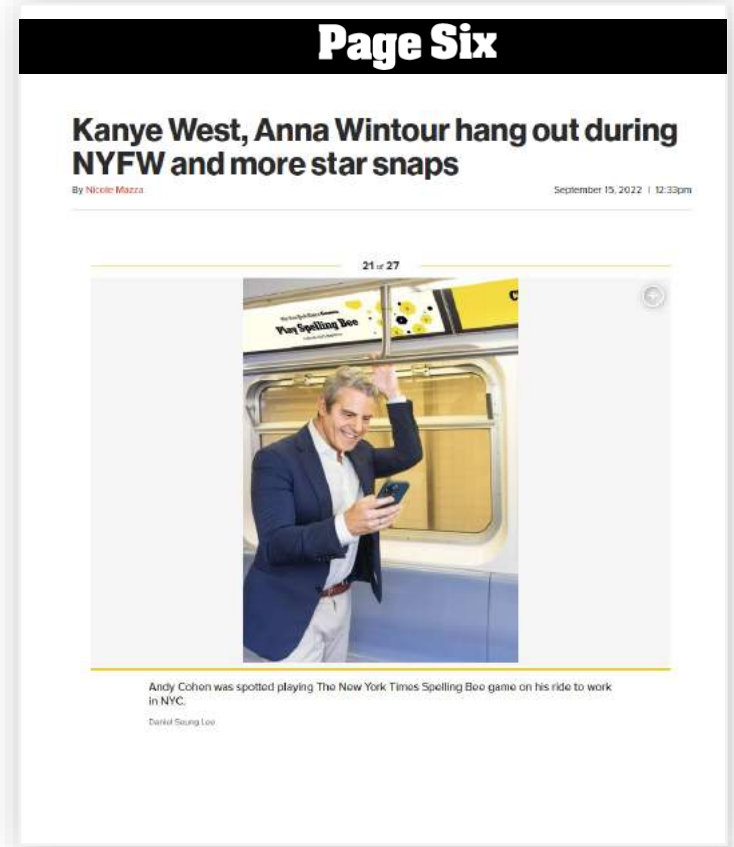 Page Six
Kanye West, Anna Wintour hang out during
NYFW and more star snaps
By Nicole Mazza
September 15, 2022 | 12:33pm
21 of 27
Play Spelling Bee
Andy Cohen was spotted playing The New York Times Spelling Bee game on his ride to work
in NYC.
Daniel Seung Lee